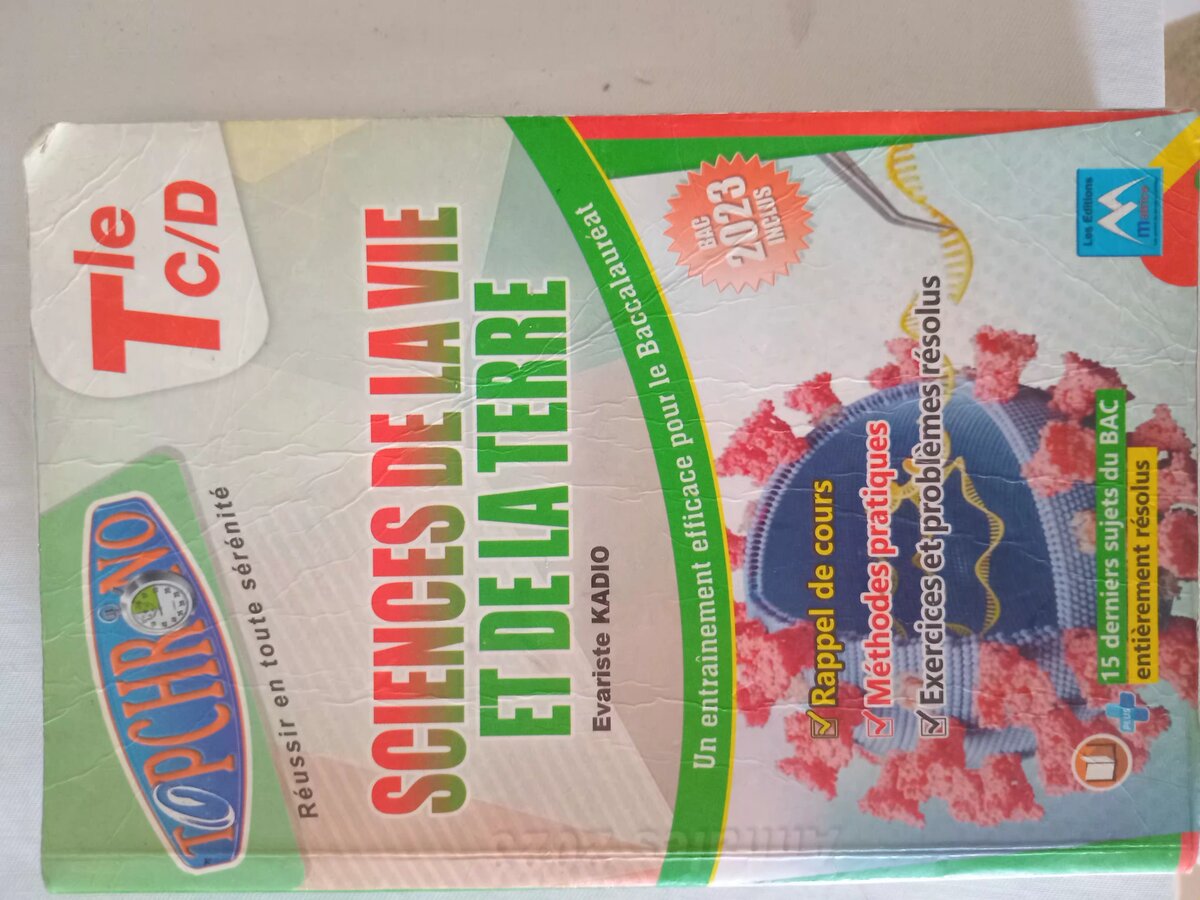 TOPCHRONO
Réussir en toute sérénité
Tle
C/D
SCIENCES DE LA VIE
ET DE LA TERRE
Evariste KADIO
Un entraînement efficace pour le Baccalauréat
BAC
2023
INCLUS
Rappel de cours
Méthodes pratiques
Exercices et problèmes résolus
PLUS
15 derniers sujets du BAC
entièrement résolus
Les Editions